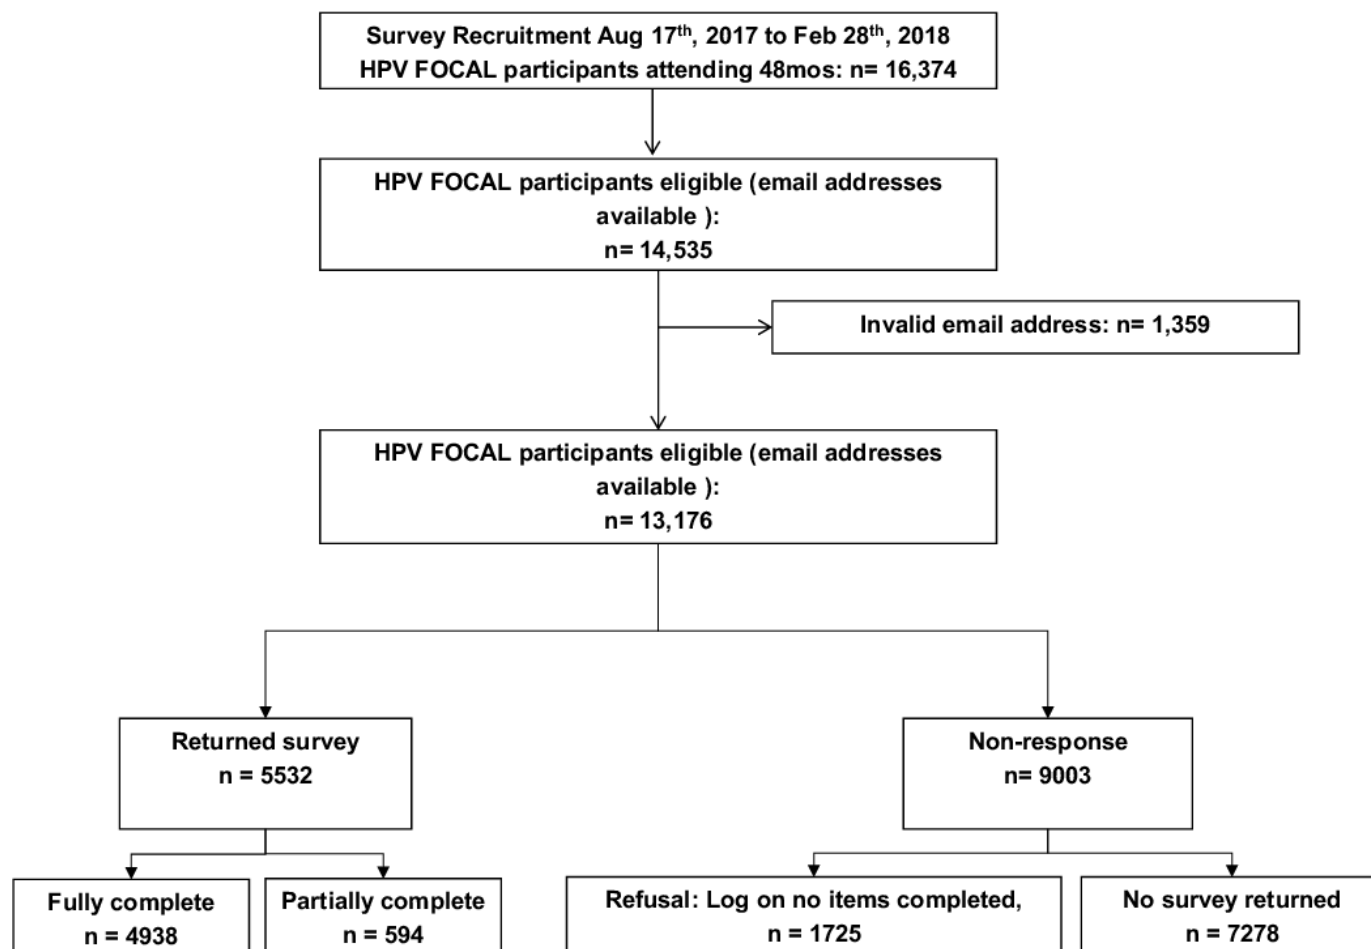 Survey Recruitment Aug 17th, 2017 to Feb 28th, 2018
HPV FOCAL participants attending 48mos: n= 16,374
HPV FOCAL participants eligible (email addresses
available ):
n= 14,535
Invalid email address: n= 1,359
HPV FOCAL participants eligible (email addresses
available ):
n= 13,176
Returned survey
n = 5532
Non-response
n= 9003
Fully complete
n = 4938
Partially complete
n = 594
Refusal: Log on no items completed,
n = 1725
No survey returned
n = 7278